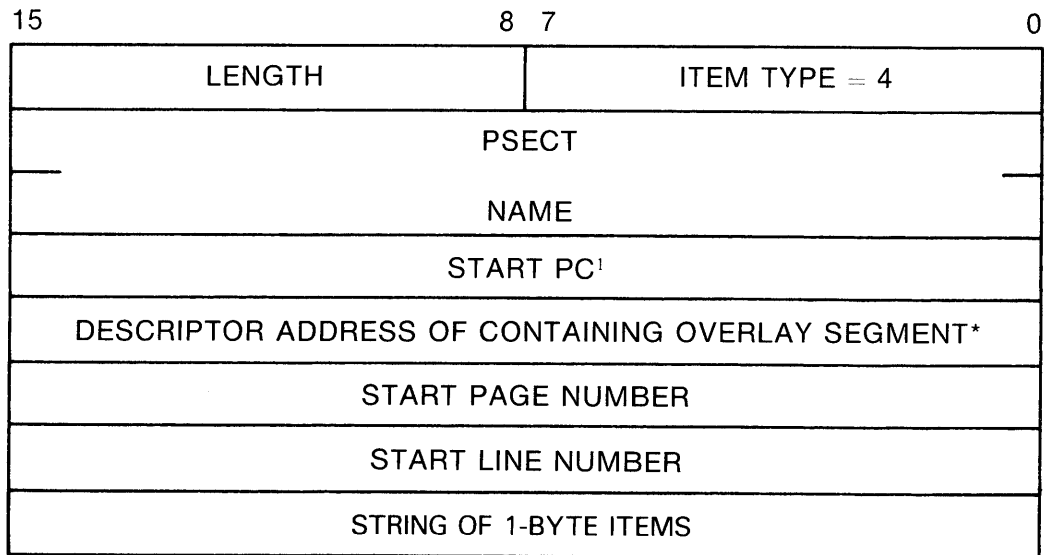 15 8 7 0
LENGTH ITEM TYPE = 4
PSECT
NAME
START PC¹
DESCRIPTOR ADDRESS OF CONTAINING OVERLAY SEGMENT*
START PAGE NUMBER
START LINE NUMBER
STRING OF 1-BYTE ITEMS